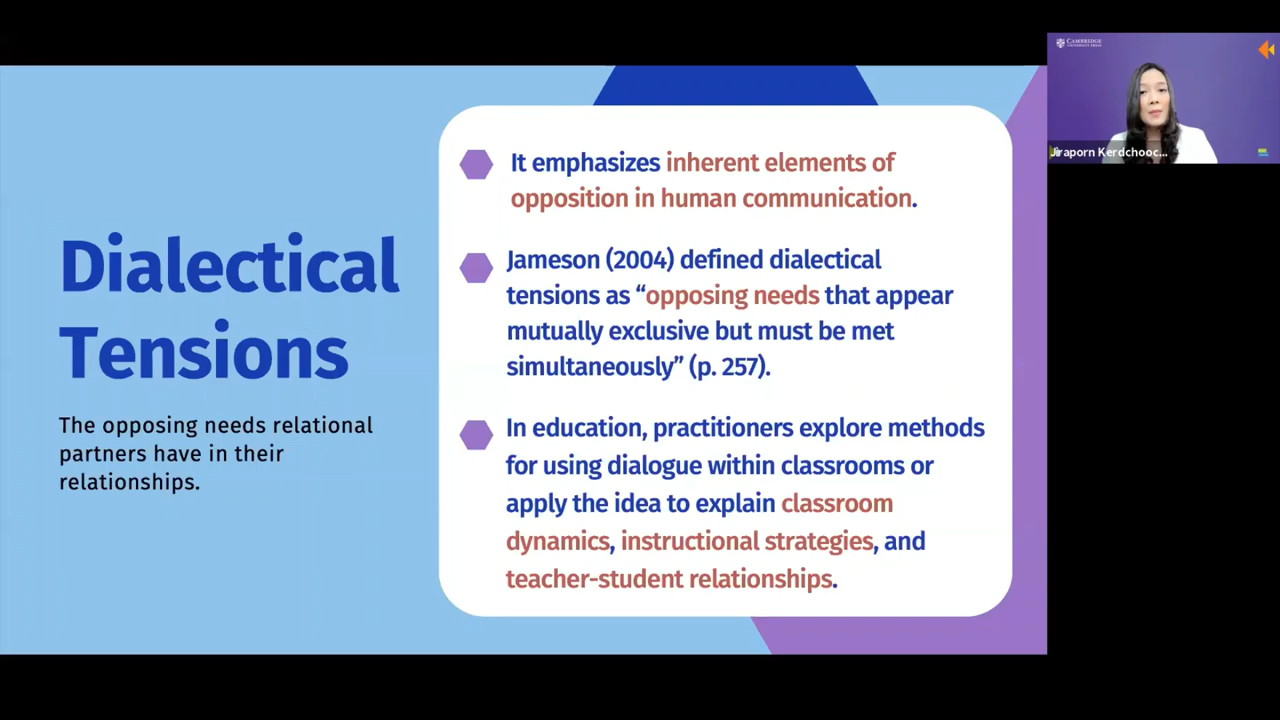 Dialectical
Tensions
The opposing needs relational
partners have in their
relationships.
It emphasizes inherent elements of
opposition in human communication.
Jameson (2004) defined dialectical
tensions as “opposing needs that appear
mutually exclusive but must be met
simultaneously” (p. 257).
In education, practitioners explore methods
for using dialogue within classrooms or
apply the idea to explain classroom
dynamics, instructional strategies, and
teacher-student relationships.
CAMBRIDGE
UNIVERSITY PRESS
Jiraporn Kerdchooc...